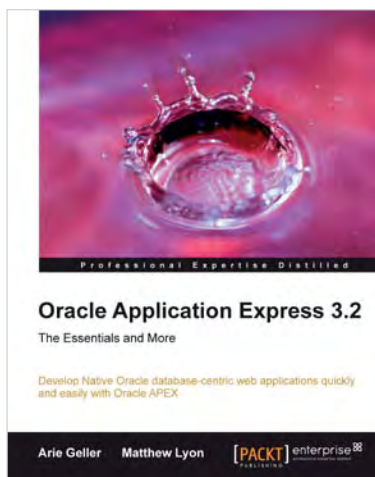 Professional Expertise Distilled
Oracle Application Express 3.2
The Essentials and More
Develop Native Oracle database-centric web applications quickly
and easily with Oracle APEX
Arie Geller Matthew Lyon [PACKT] enterprise
PUBLISHING